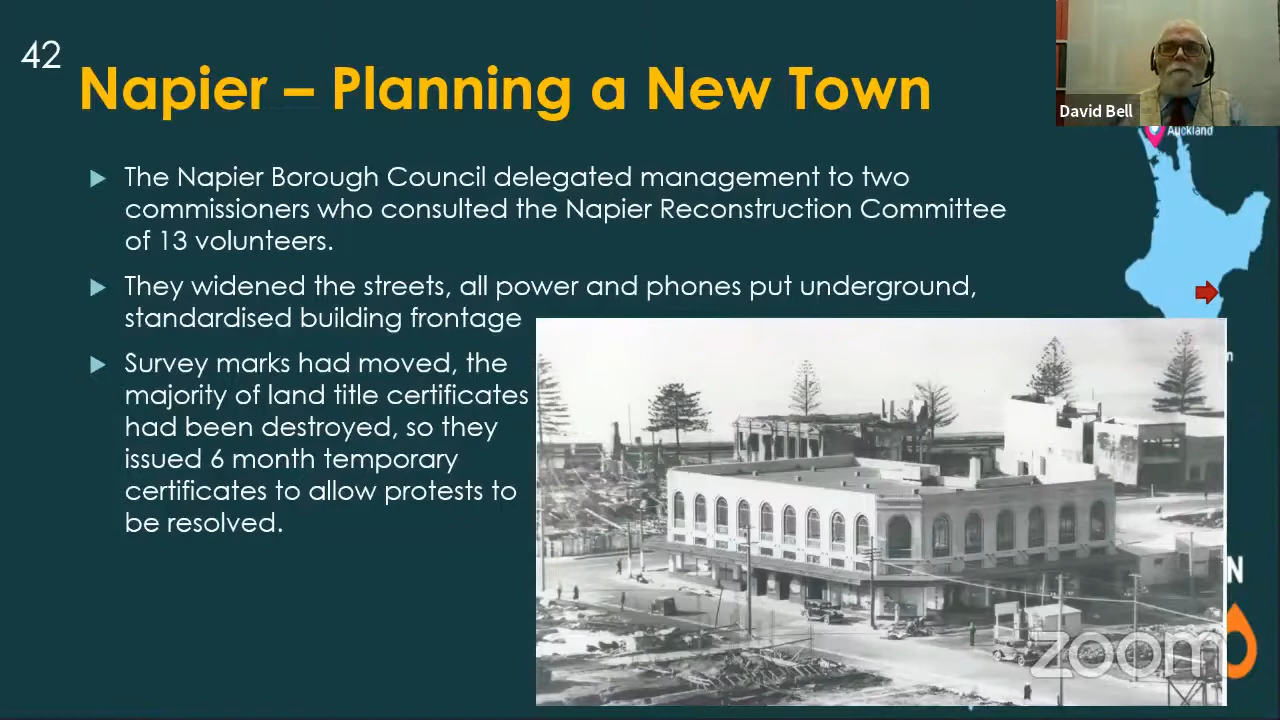 42
Napier – Planning a New Town
David Bell
Auckland
The Napier Borough Council delegated management to two
commissioners who consulted the Napier Reconstruction Committee
of 13 volunteers.
They widened the streets, all power and phones put underground,
standardised building frontage
Survey marks had moved, the
majority of land title certificates
had been destroyed, so they
issued 6 month temporary
certificates to allow protests to
be resolved.
n
N
zoom